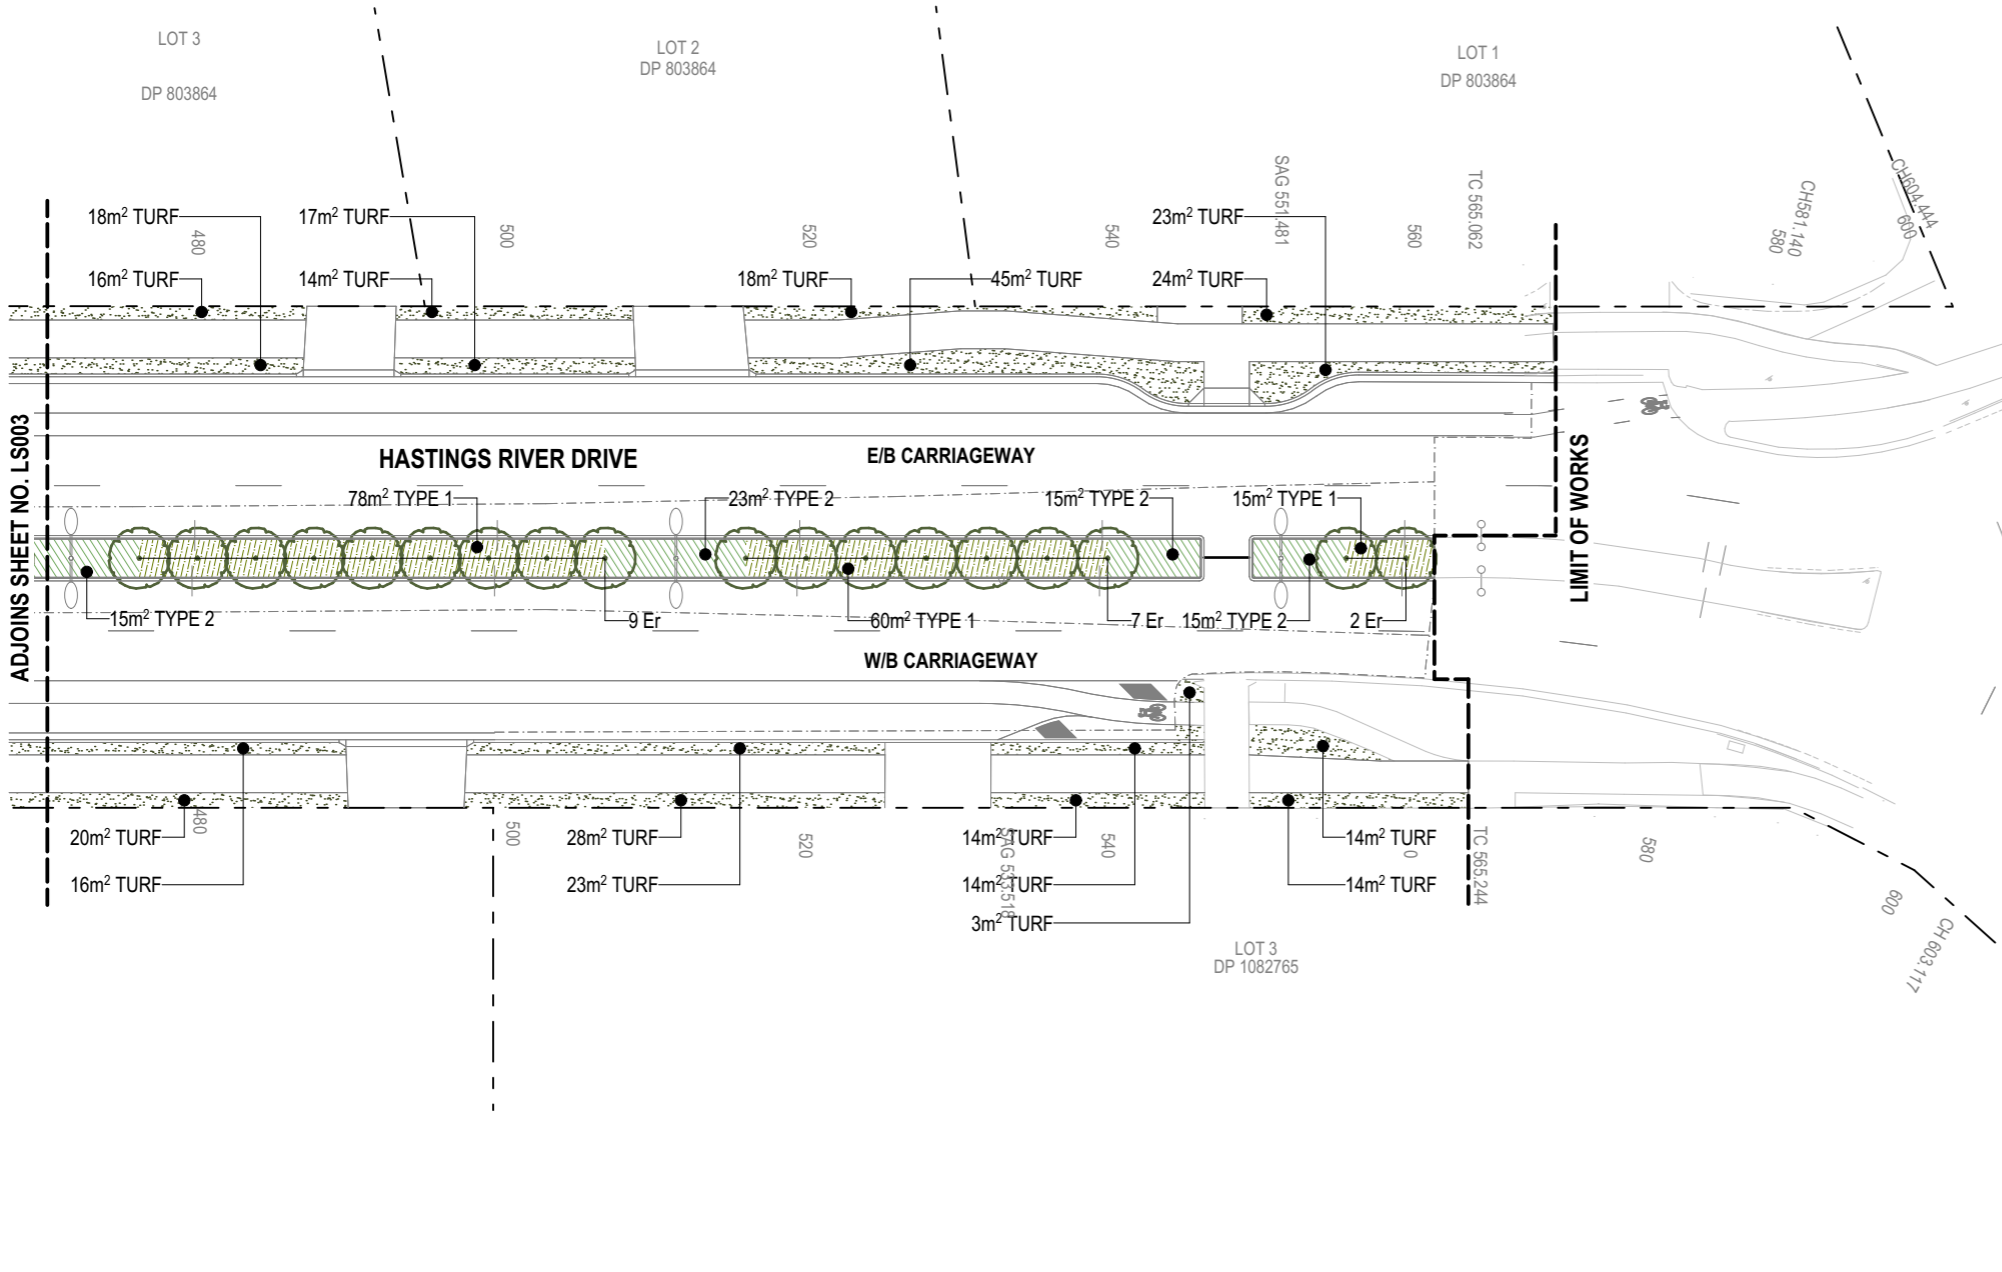 LOT 3
DP 803864
LOT 2
DP 803864
LOT 1
DP 803864
18m² TURF
17m² TURF
23m² TURF
16m² TURF
14m² TURF
18m² TURF
45m² TURF
24m² TURF
480
500
520
540
SAG 551.481
560
TC 565.062
CH581.140
580
CH604.444
600
ADJOINS SHEET NO. LS003
HASTINGS RIVER DRIVE
E/B CARRIAGEWAY
LIMIT OF WORKS
78m² TYPE 1
23m² TYPE 2
15m² TYPE 2
15m² TYPE 1
15m² TYPE 2
9 Er
60m² TYPE 1
7 Er
15m² TYPE 2
2 Er
W/B CARRIAGEWAY
480
500
520
SAG 533.518
540
0
TC 565.244
580
600
CH 603.117
20m² TURF
28m² TURF
14m² TURF
14m² TURF
16m² TURF
23m² TURF
14m² TURF
14m² TURF
3m² TURF
LOT 3
DP 1082765